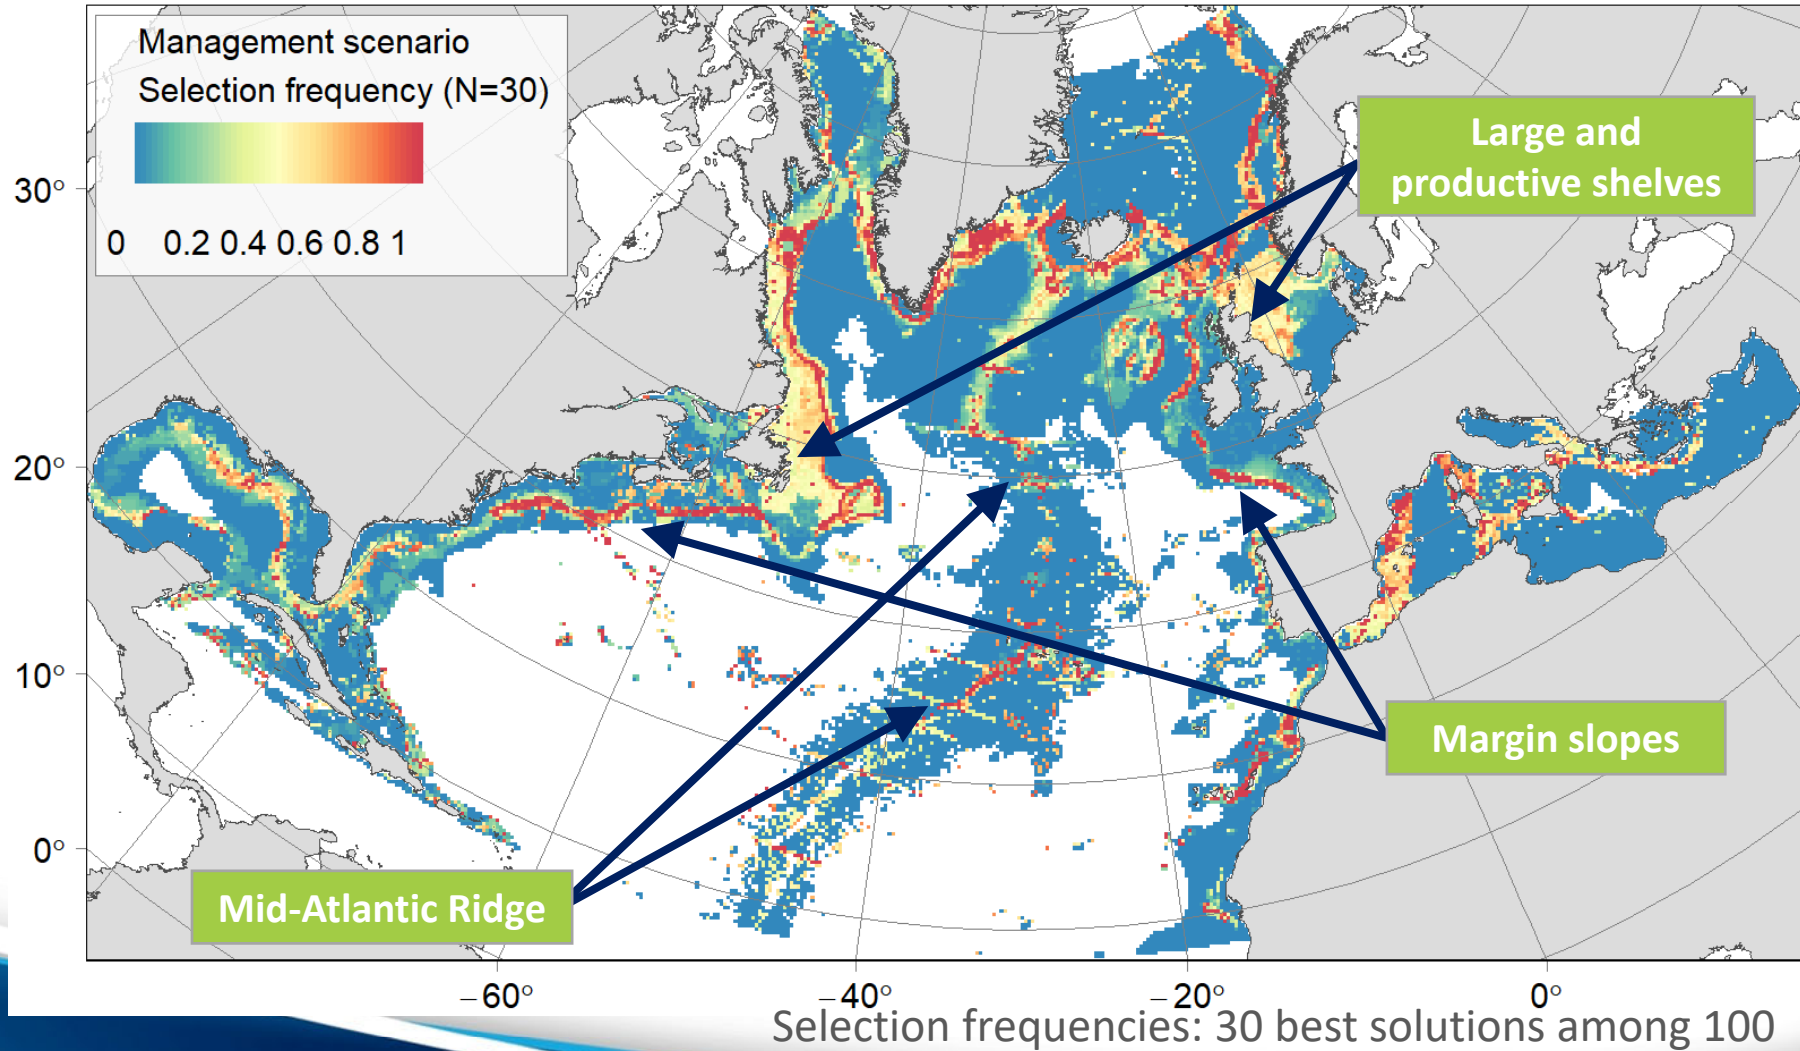 Management scenario
Selection frequency (N=30)
0 0.2 0.4 0.6 0.8 1
Large and
productive shelves
30°
20°
10°
0°
Margin slopes
Mid-Atlantic Ridge
−60° −40° −20° 0°
Selection frequencies: 30 best solutions among 100